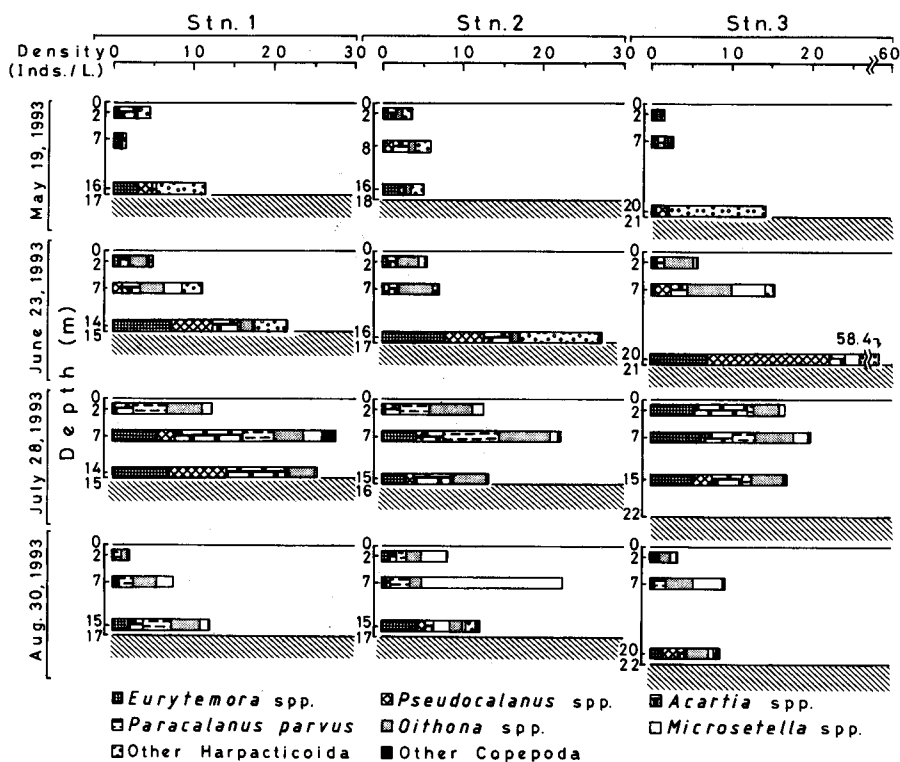 Stn. 1 Stn. 2 Stn. 3
Density (Inds./L.)
0 10 20 30 0 10 20 30 0 10 20 60
Depth (m)
May 19, 1993
0 2 7 16 17
0 2 8 16 18
0 2 7 20 21
June 23, 1993
0 2 7 14 15
0 2 7 16 17
0 2 7 20 21
58.4
July 28, 1993
0 2 7 14 15
0 2 7 15 16
0 2 7 15 22
Aug. 30, 1993
0 2 7 15 17
0 2 7 15 17
0 2 7 20 22
Eurytemora spp. Pseudocalanus spp. Acartia spp.
Paracalanus parvus Oithona spp. Microsetella spp.
Other Harpacticoida Other Copepoda